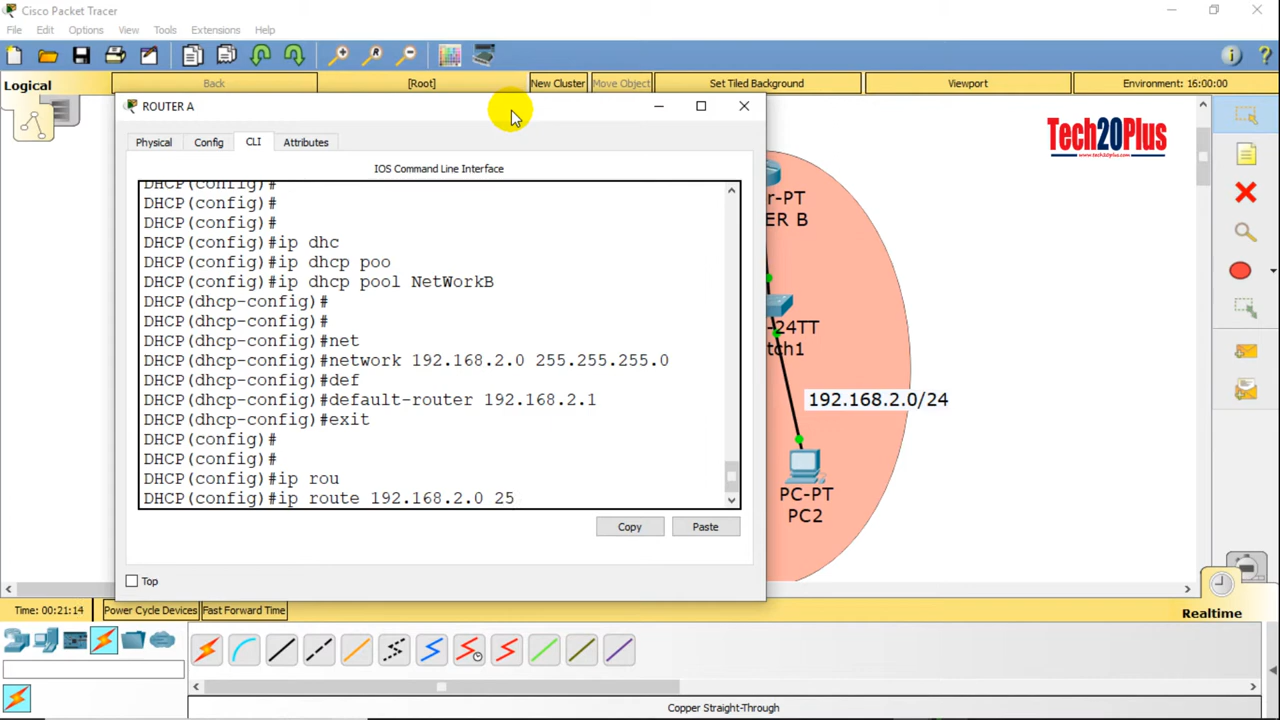 Cisco Packet Tracer
File Edit Options View Tools Extensions Help
Logical Back [Root] New Cluster Move Object Set Tiled Background Viewport Environment: 16:00:00
ROUTER A
Physical Config CLI Attributes
IOS Command Line Interface
DHCP(config)#
DHCP(config)#
DHCP(config)#
DHCP(config)#ip dhc
DHCP(config)#ip dhcp poo
DHCP(config)#ip dhcp pool NetWorkB
DHCP(dhcp-config)#
DHCP(dhcp-config)#
DHCP(dhcp-config)#net
DHCP(dhcp-config)#network 192.168.2.0 255.255.255.0
DHCP(dhcp-config)#def
DHCP(dhcp-config)#default-router 192.168.2.1
DHCP(dhcp-config)#exit
DHCP(config)#
DHCP(config)#
DHCP(config)#ip rou
DHCP(config)#ip route 192.168.2.0 25
Copy Paste
Top
Tech20Plus
www.tech20plus.com
r-PT
ER B
-24TT
tch1
192.168.2.0/24
PC-PT
PC2
Time: 00:21:14 Power Cycle Devices Fast Forward Time
Realtime
Copper Straight-Through